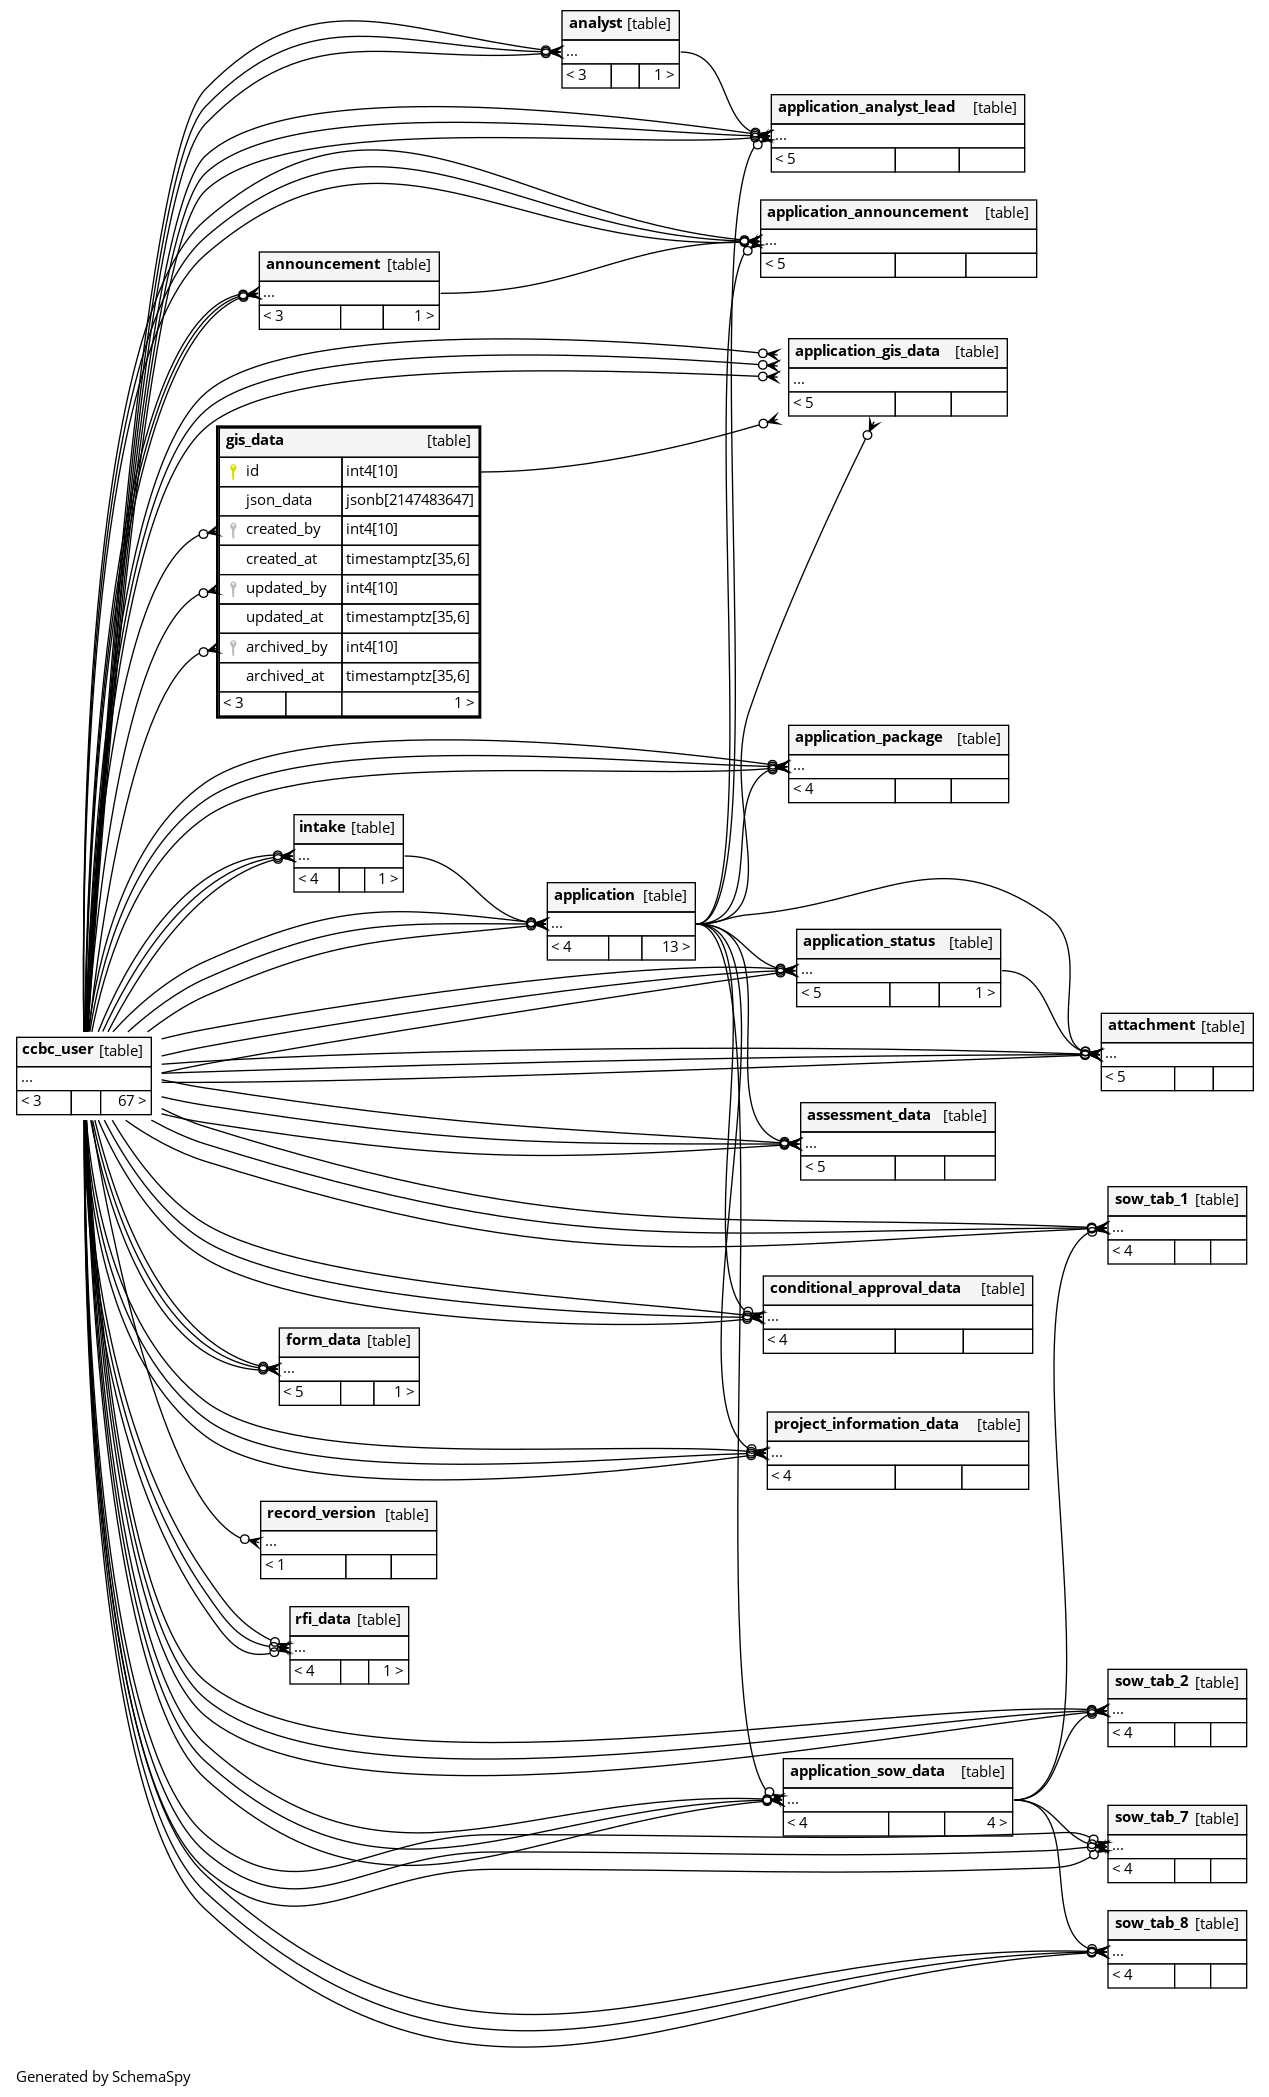 analyst [table]
...
< 3 1 >
application_analyst_lead [table]
...
< 5
application_announcement [table]
...
< 5
announcement [table]
...
< 3 1 >
application_gis_data [table]
...
< 5
gis_data [table]
id int4[10]
json_data jsonb[2147483647]
created_by int4[10]
created_at timestamptz[35,6]
updated_by int4[10]
updated_at timestamptz[35,6]
archived_by int4[10]
archived_at timestamptz[35,6]
< 3 1 >
application_package [table]
...
< 4
intake [table]
...
< 4 1 >
application [table]
...
< 4 13 >
application_status [table]
...
< 5 1 >
attachment [table]
...
< 5
ccbc_user [table]
...
< 3 67 >
assessment_data [table]
...
< 5
sow_tab_1 [table]
...
< 4
conditional_approval_data [table]
...
< 4
form_data [table]
...
< 5 1 >
project_information_data [table]
...
< 4
record_version [table]
...
< 1
rfi_data [table]
...
< 4 1 >
sow_tab_2 [table]
...
< 4
application_sow_data [table]
...
< 4 4 >
sow_tab_7 [table]
...
< 4
sow_tab_8 [table]
...
< 4
Generated by SchemaSpy